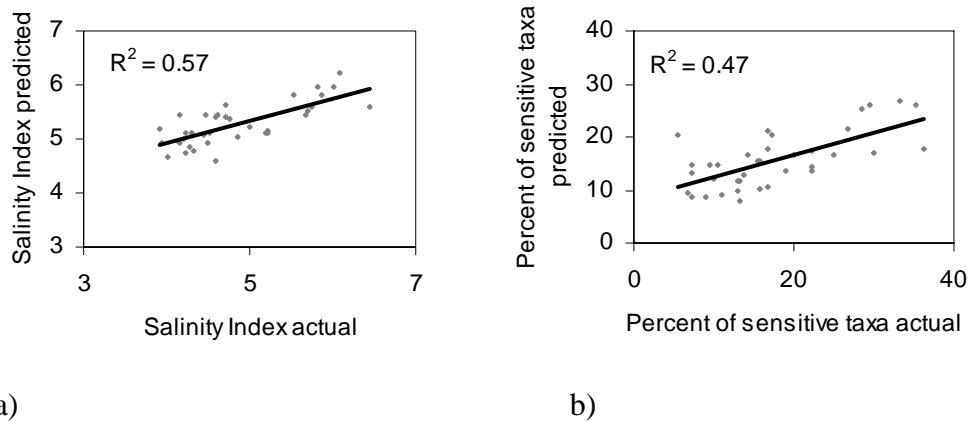 Salinity Index predicted
7
6
5
4
3
R² = 0.57
3 5 7
Salinity Index actual
a)
Percent of sensitive taxa
predicted
40
30
20
10
0
R² = 0.47
0 20 40
Percent of sensitive taxa actual
b)